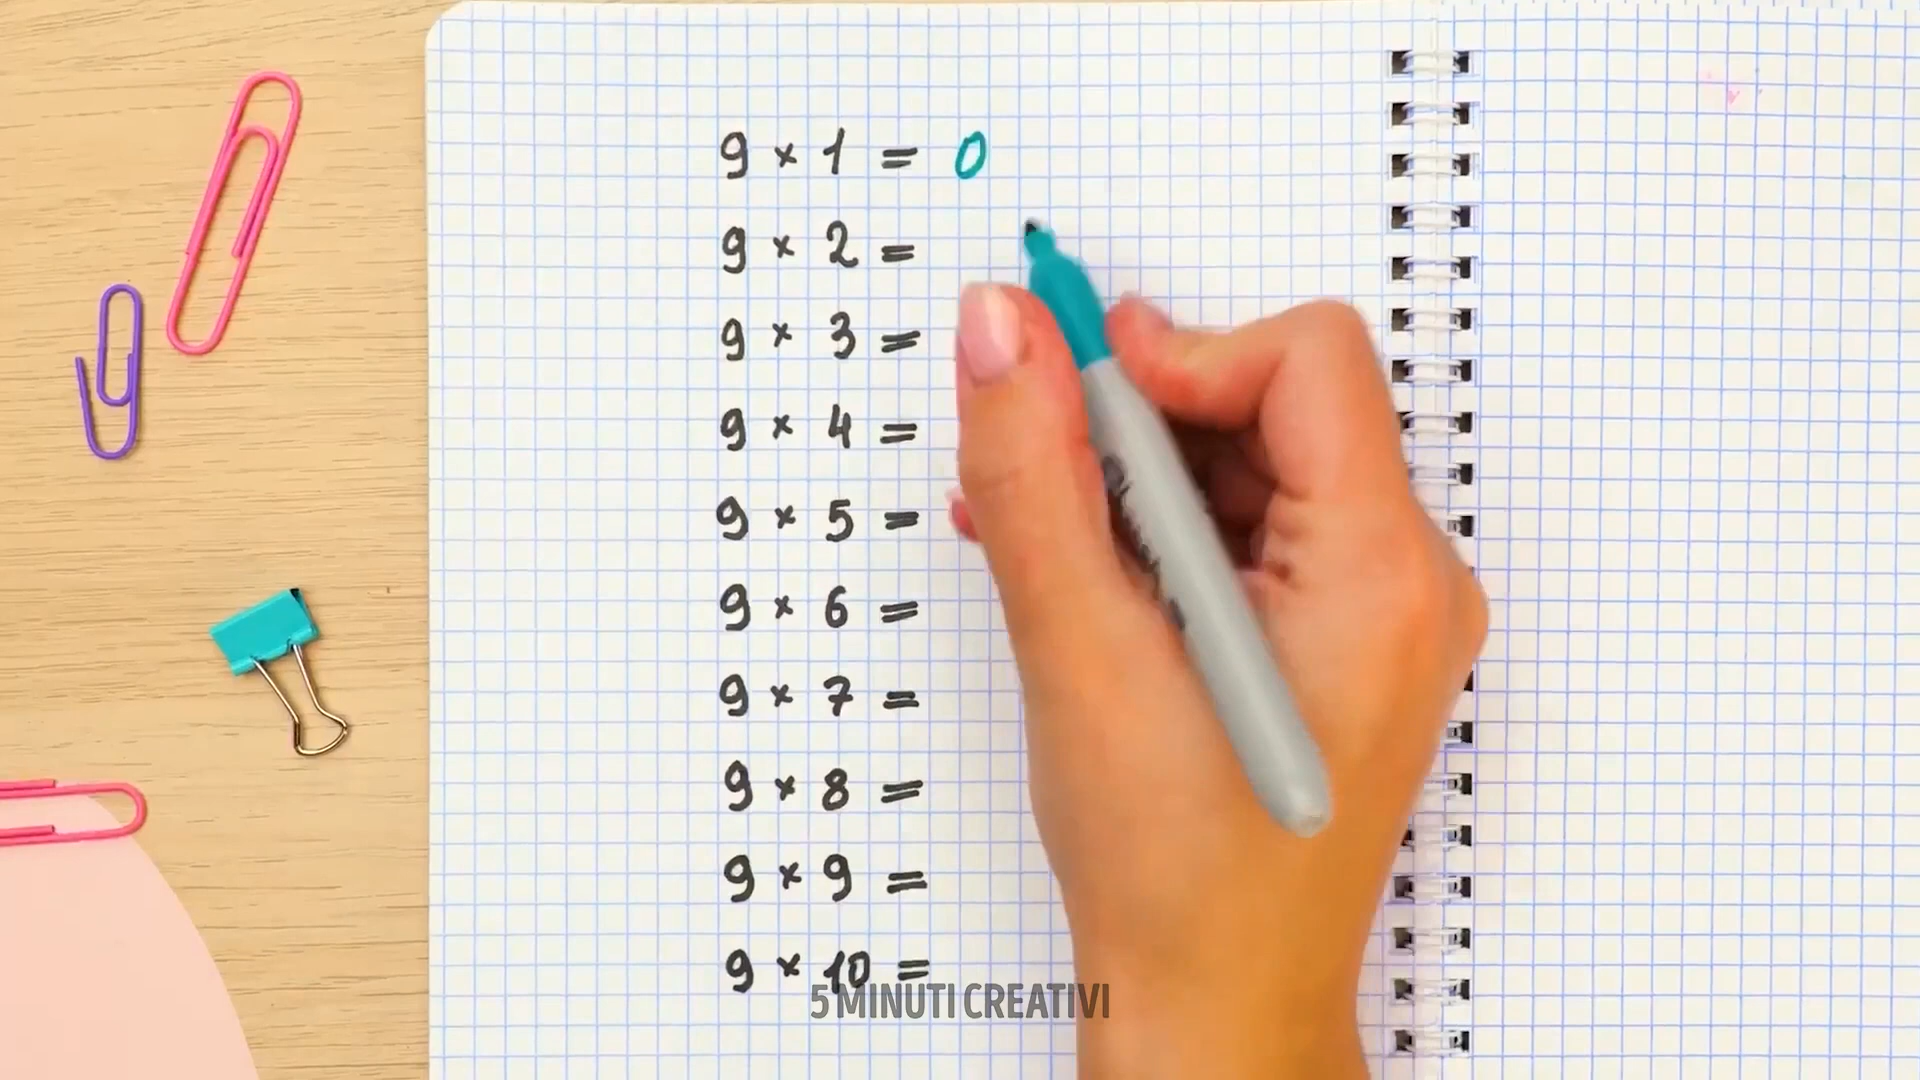 9 × 1 = 0
9 × 2 =
9 × 3 =
9 × 4 =
9 × 5 =
9 × 6 =
9 × 7 =
9 × 8 =
9 × 9 =
9 × 10 =
5 MINUTI CREATIVI